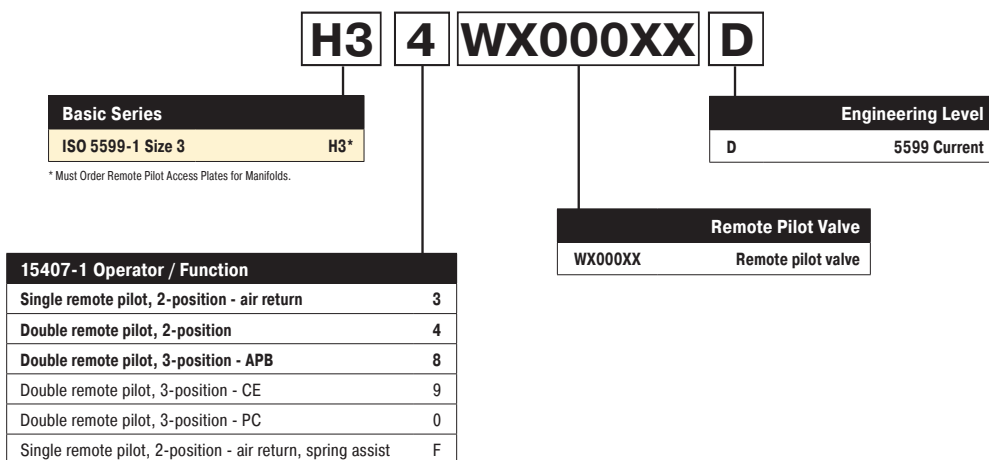 H3 4 WX000XX D
Basic Series
ISO 5599-1 Size 3 H3*
* Must Order Remote Pilot Access Plates for Manifolds.
Engineering Level
D 5599 Current
Remote Pilot Valve
WX000XX Remote pilot valve
15407-1 Operator / Function
Single remote pilot, 2-position - air return 3
Double remote pilot, 2-position 4
Double remote pilot, 3-position - APB 8
Double remote pilot, 3-position - CE 9
Double remote pilot, 3-position - PC 0
Single remote pilot, 2-position - air return, spring assist F